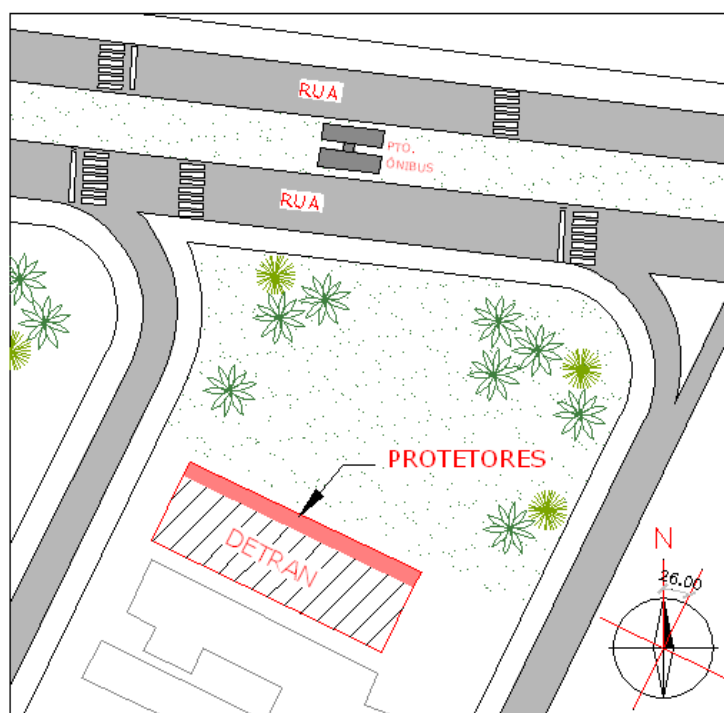 RUA
PTO.
ÔNIBUS
RUA
PROTETORES
DETRAN
N
26.00